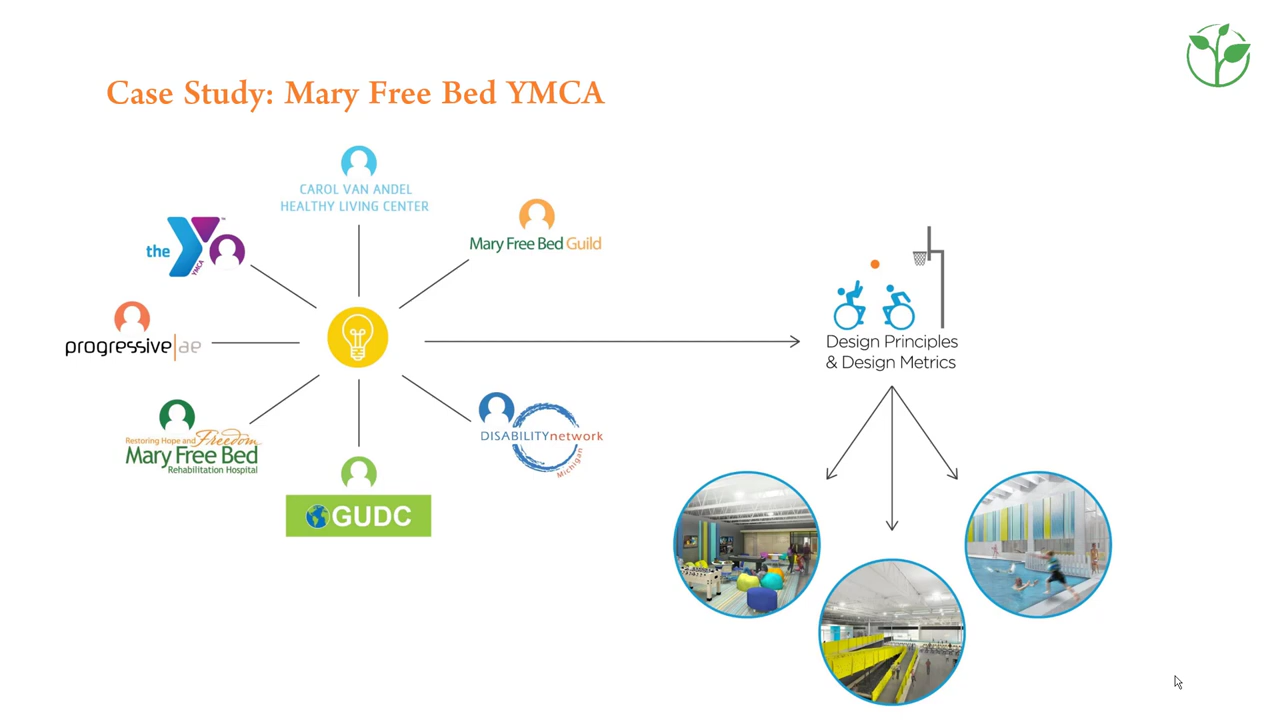 Case Study: Mary Free Bed YMCA
CAROL VAN ANDEL
HEALTHY LIVING CENTER
Mary Free Bed Guild
the
YMCA
progressive|ae
Restoring Hope and Freedom
Mary Free Bed
Rehabilitation Hospital
GUDC
DISABILITYnetwork
Michigan
Design Principles
& Design Metrics